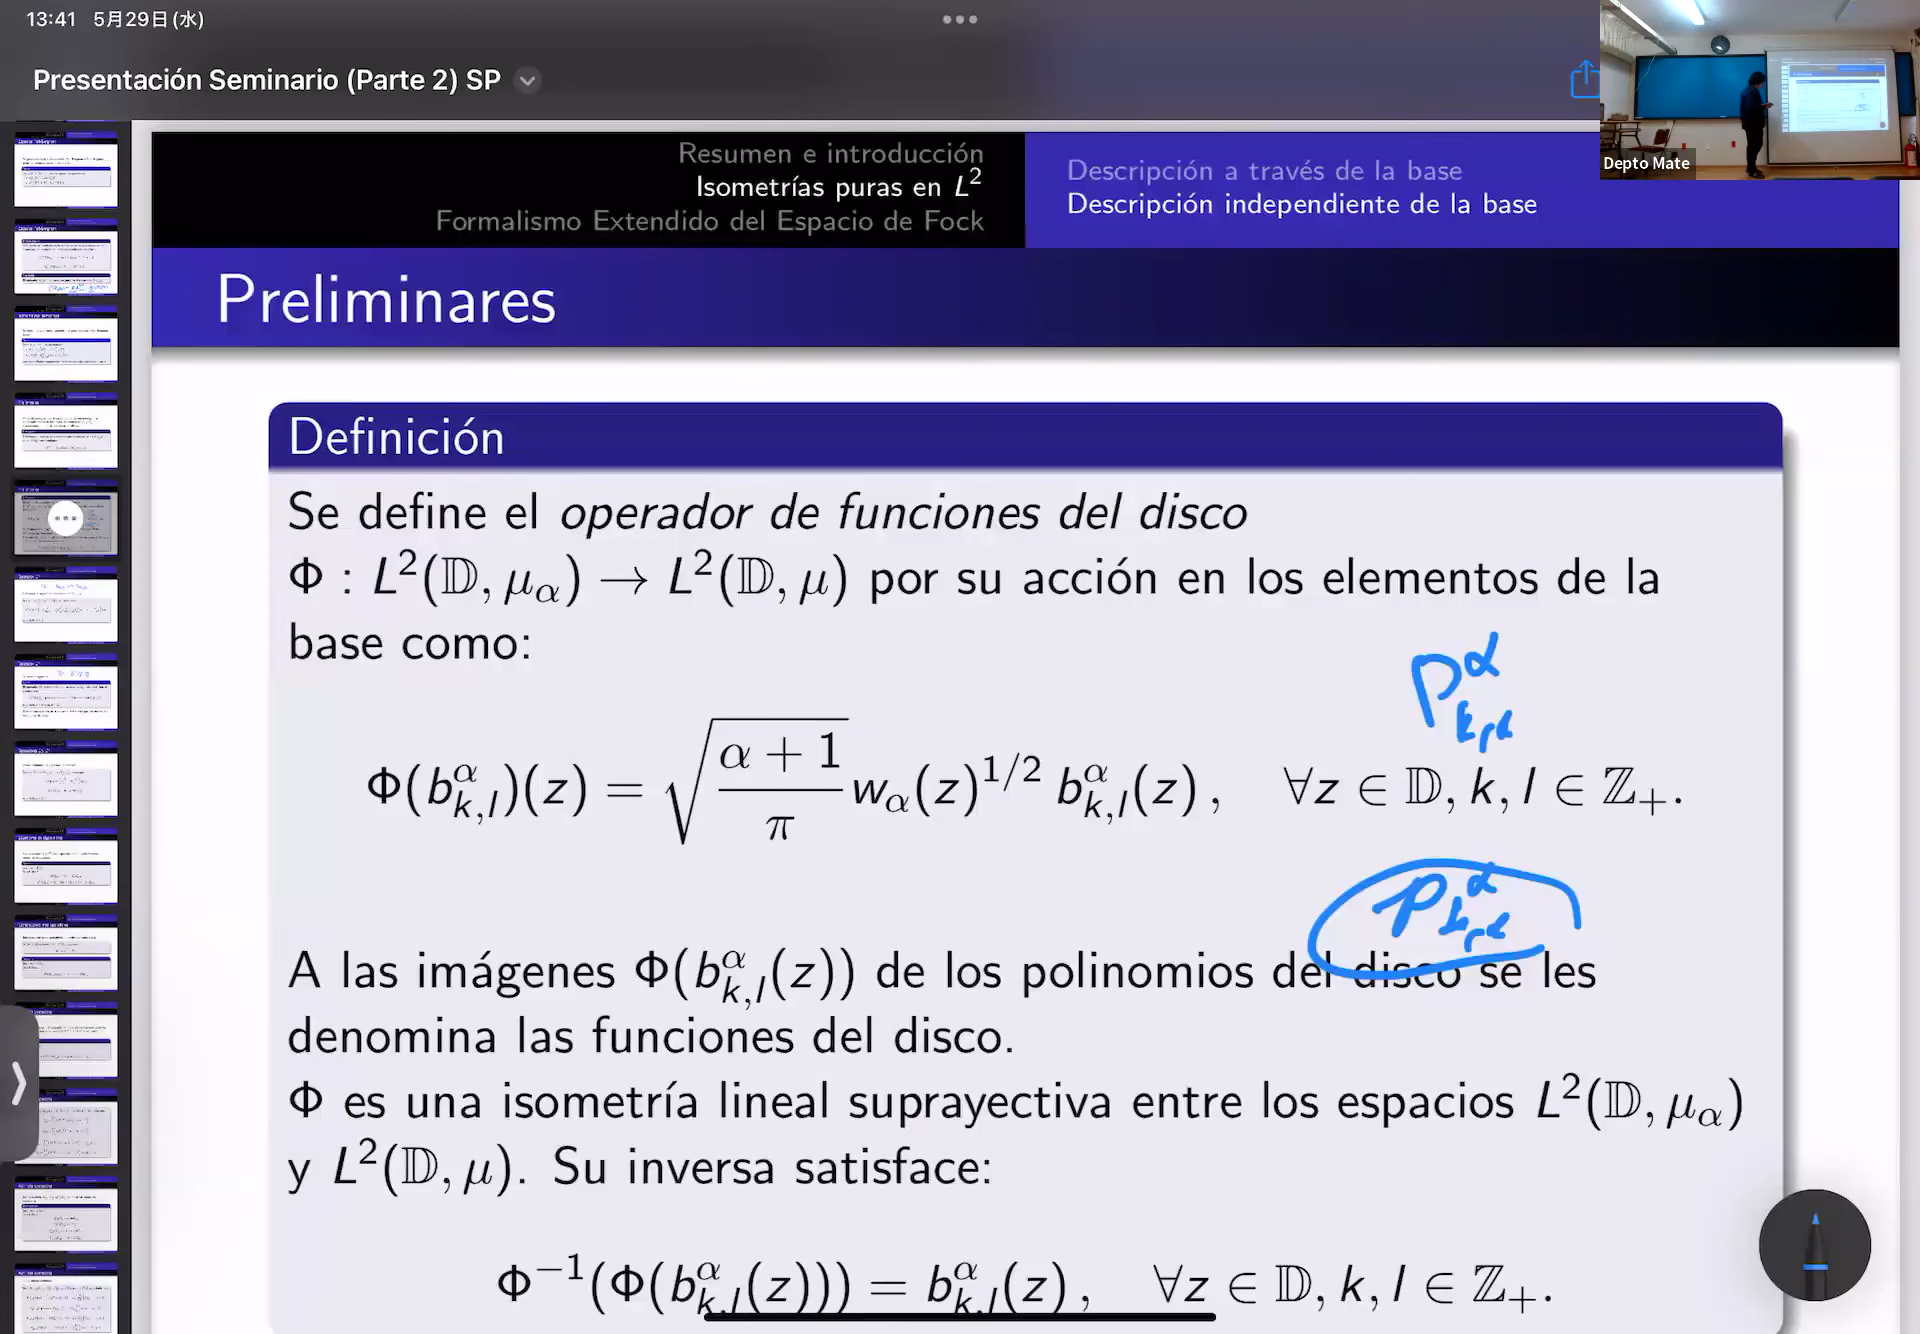 13:41 5月29日(水)
Presentación Seminario (Parte 2) SP
Depto Mate
Resumen e introducción
Isometrías puras en L²
Formalismo Extendido del Espacio de Fock
Descripción a través de la base
Descripción independiente de la base
Preliminares
Definición
Se define el operador de funciones del disco
Φ : L²(𝔻, μ_α) → L²(𝔻, μ) por su acción en los elementos de la
base como:
P^α_{k,l}
Φ(b^α_{k,l})(z) = √((α + 1)/π) w_α(z)^{1/2} b^α_{k,l}(z) , ∀z ∈ 𝔻, k, l ∈ ℤ₊.
P^α_{k,l}
A las imágenes Φ(b^α_{k,l}(z)) de los polinomios del disco se les
denomina las funciones del disco.
Φ es una isometría lineal suprayectiva entre los espacios L²(𝔻, μ_α)
y L²(𝔻, μ). Su inversa satisface:
Φ⁻¹(Φ(b^α_{k,l}(z))) = b^α_{k,l}(z) , ∀z ∈ 𝔻, k, l ∈ ℤ₊.